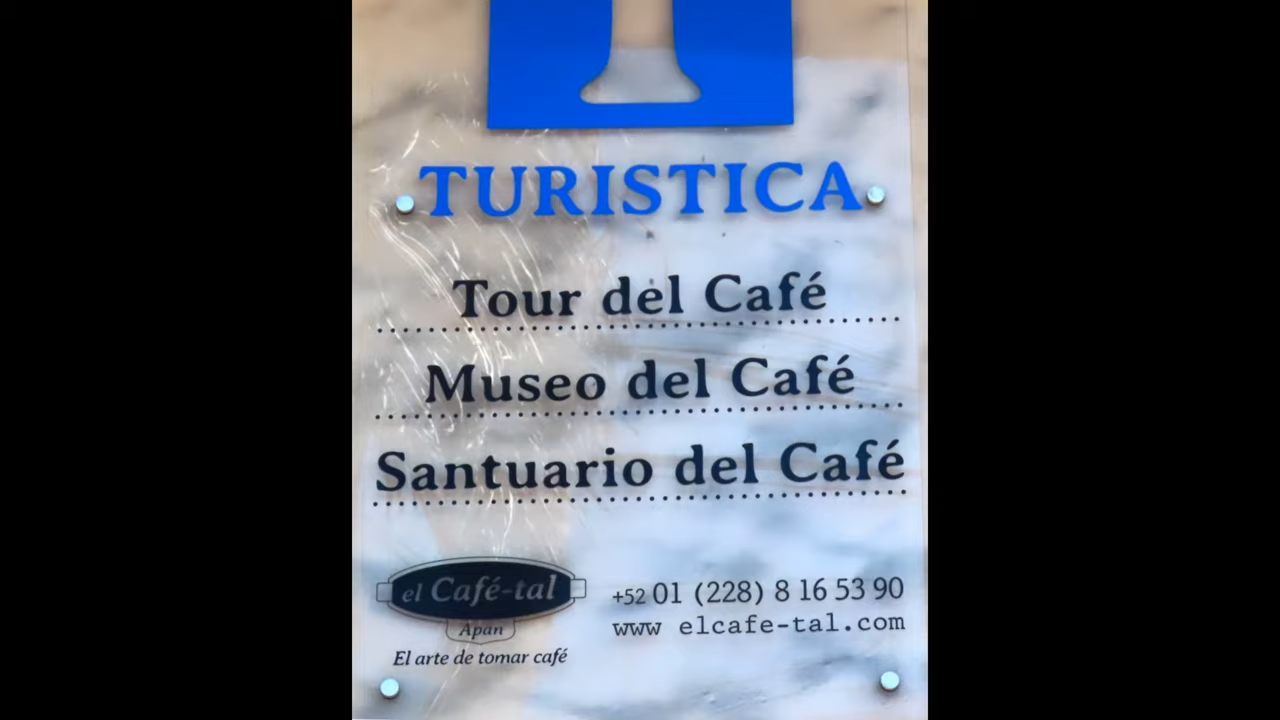 TURISTICA
Tour del Café
Museo del Café
Santuario del Café
el Café-tal
Apan
El arte de tomar café
+52 01 (228) 8 16 53 90
www elcafe-tal.com